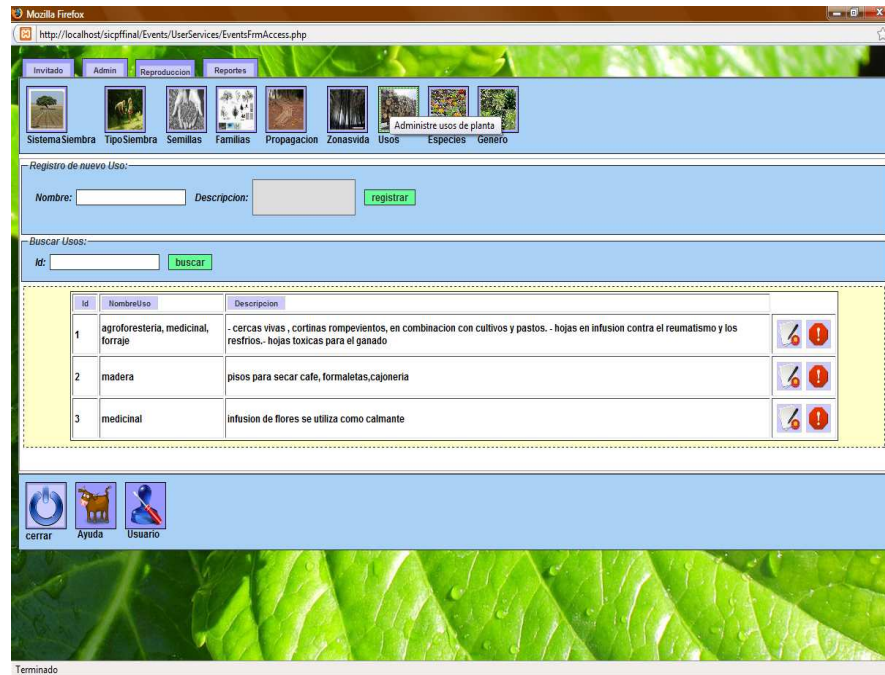 Mozilla Firefox
http://localhost/sicpffinal/Events/UserServices/EventsFrmAccess.php
Invitado Admin Reproduccion Reportes
SistemaSiembra TipoSiembra Semillas Familias Propagacion Zonasvida Usos Especies Genero
Administre usos de planta
Registro de nuevo Uso:
Nombre: Descripcion: registrar
Buscar Usos:
Id: buscar
Id NombreUso Descripcion
1 agroforesteria, medicinal, forraje - cercas vivas , cortinas rompevientos, en combinacion con cultivos y pastos. - hojas en infusion contra el reumatismo y los resfrios.- hojas toxicas para el ganado
2 madera pisos para secar cafe, formaletas,cajoneria
3 medicinal infusion de flores se utiliza como calmante
cerrar Ayuda Usuario
Terminado